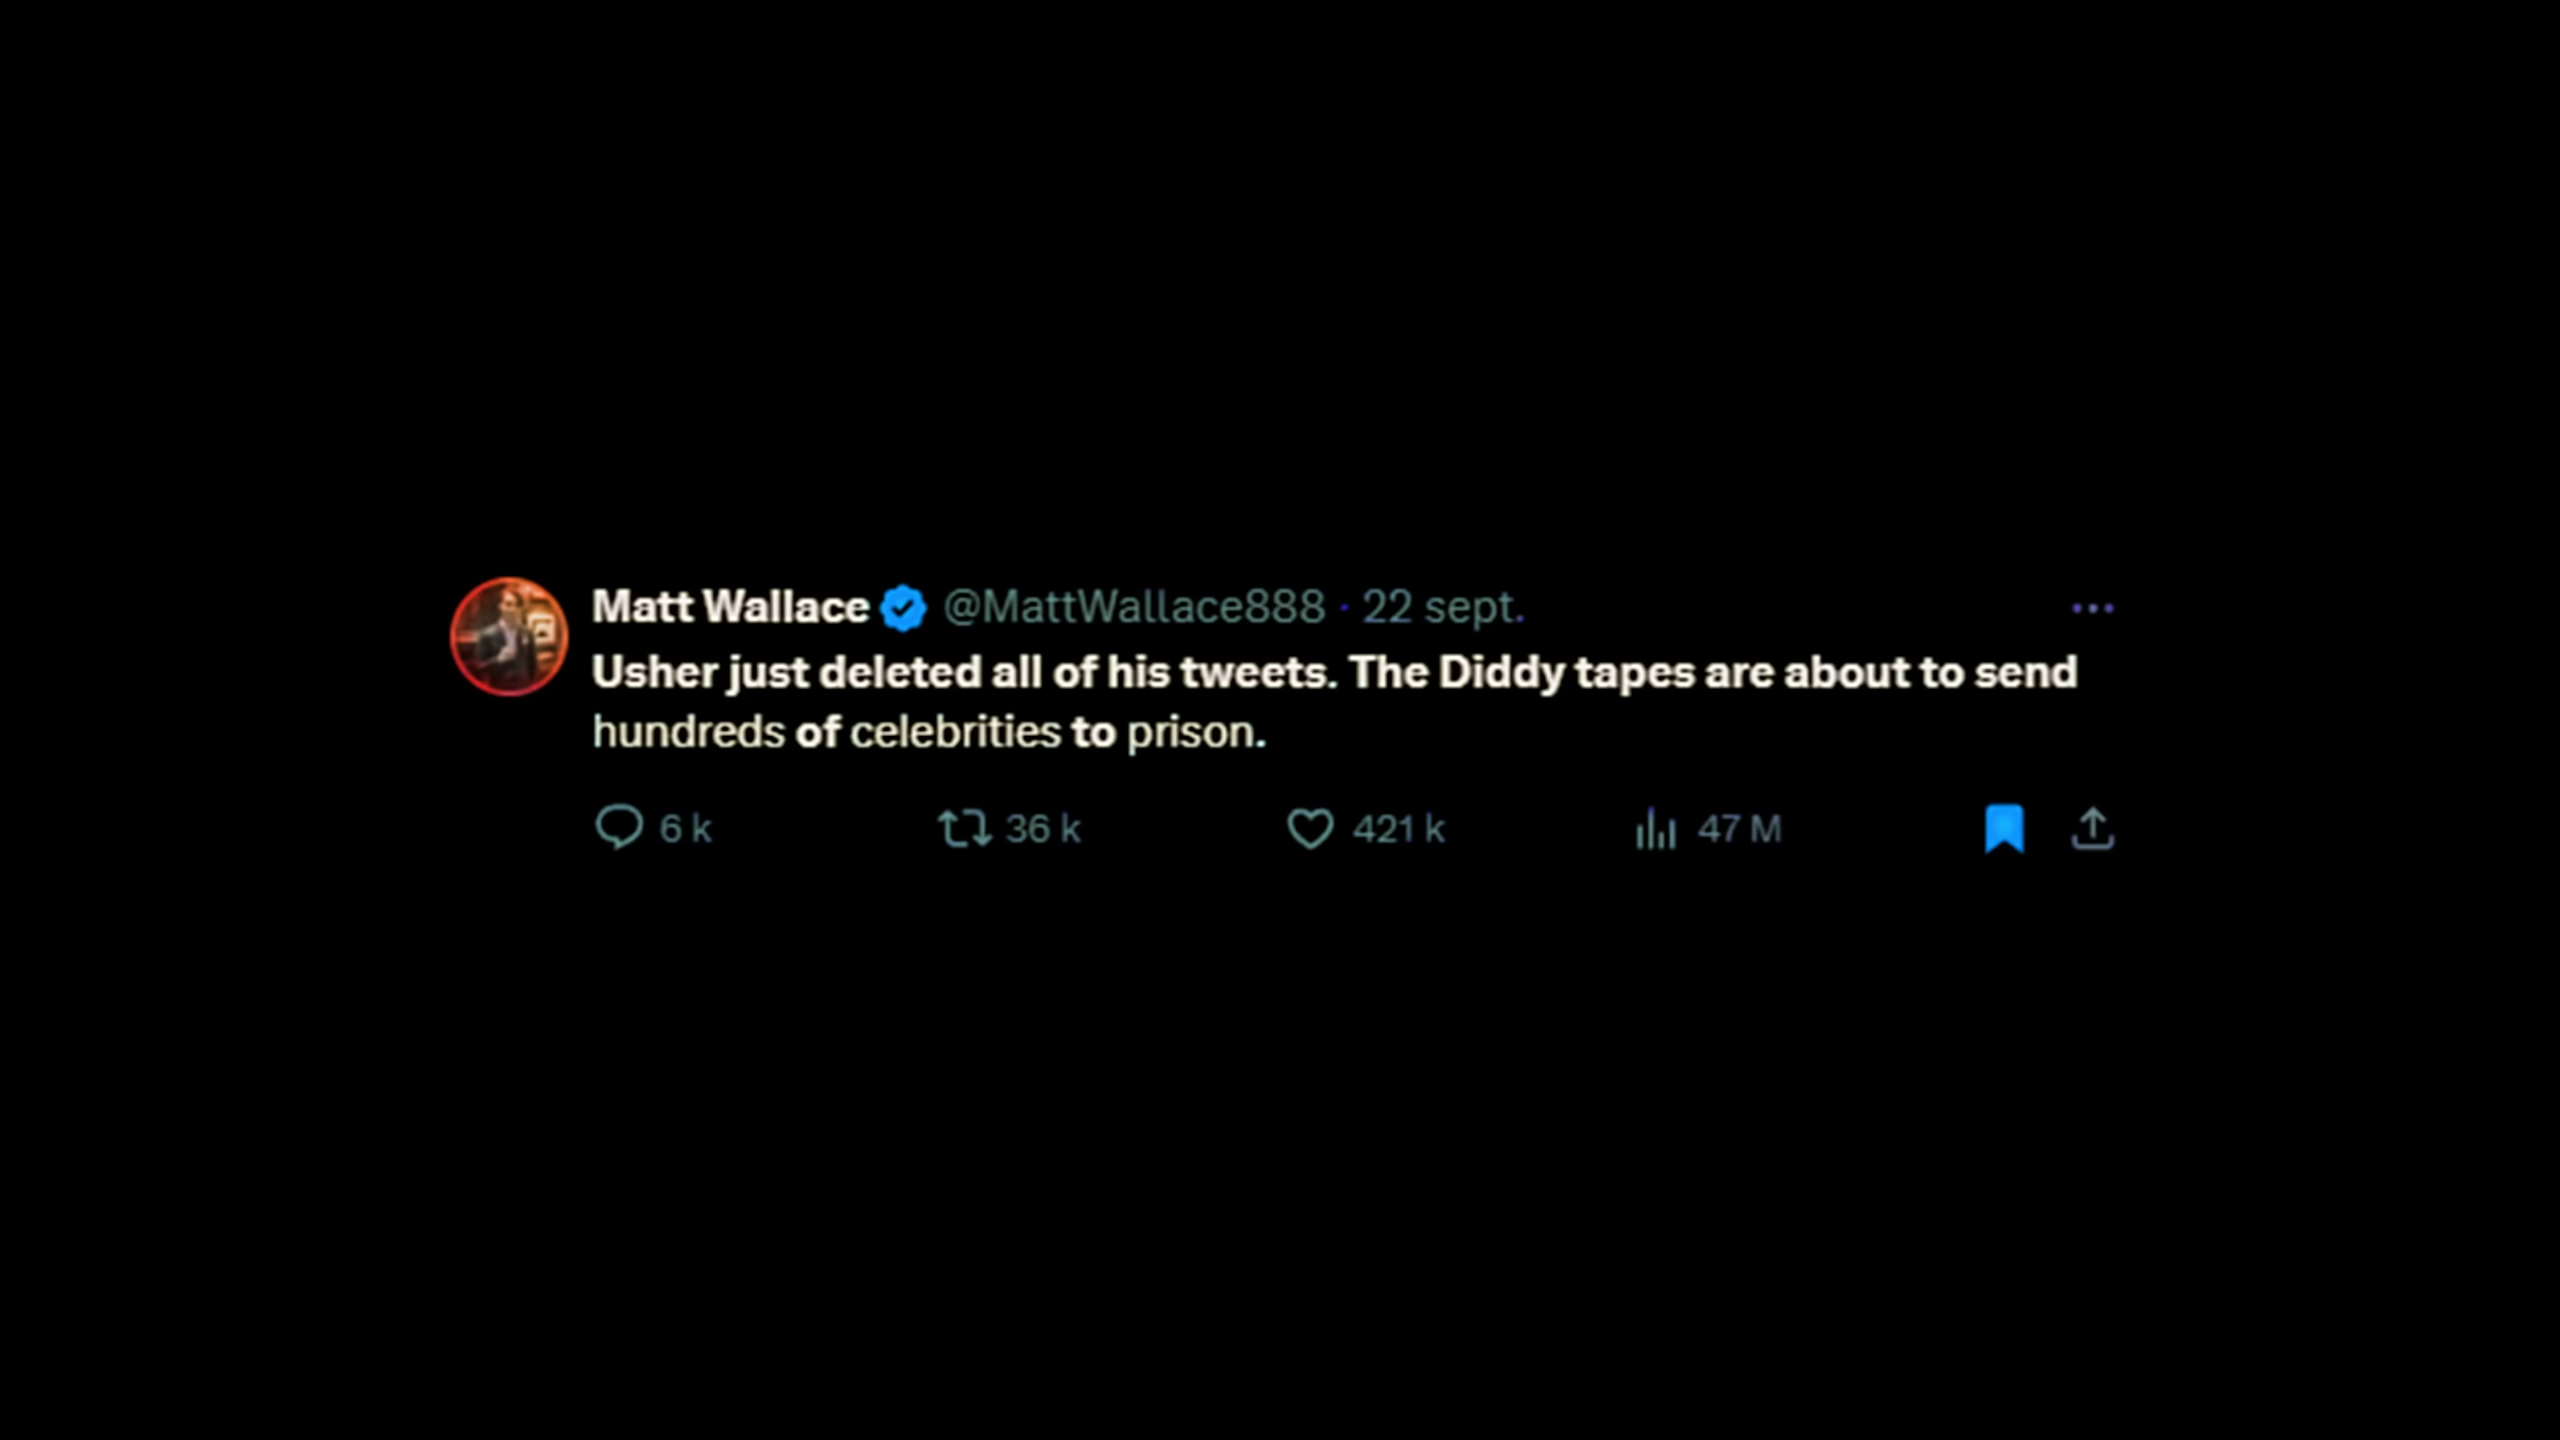 Matt Wallace @MattWallace888 · 22 sept.
Usher just deleted all of his tweets. The Diddy tapes are about to send
hundreds of celebrities to prison.
6 k 36 k 421 k 47 M